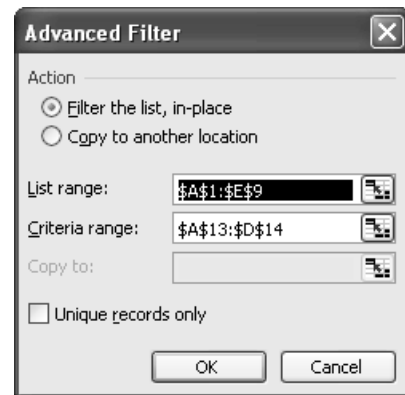 Advanced Filter
Action
Filter the list, in-place
Copy to another location
List range: $A$1:$E$9
Criteria range: $A$13:$D$14
Copy to:
Unique records only
OK Cancel